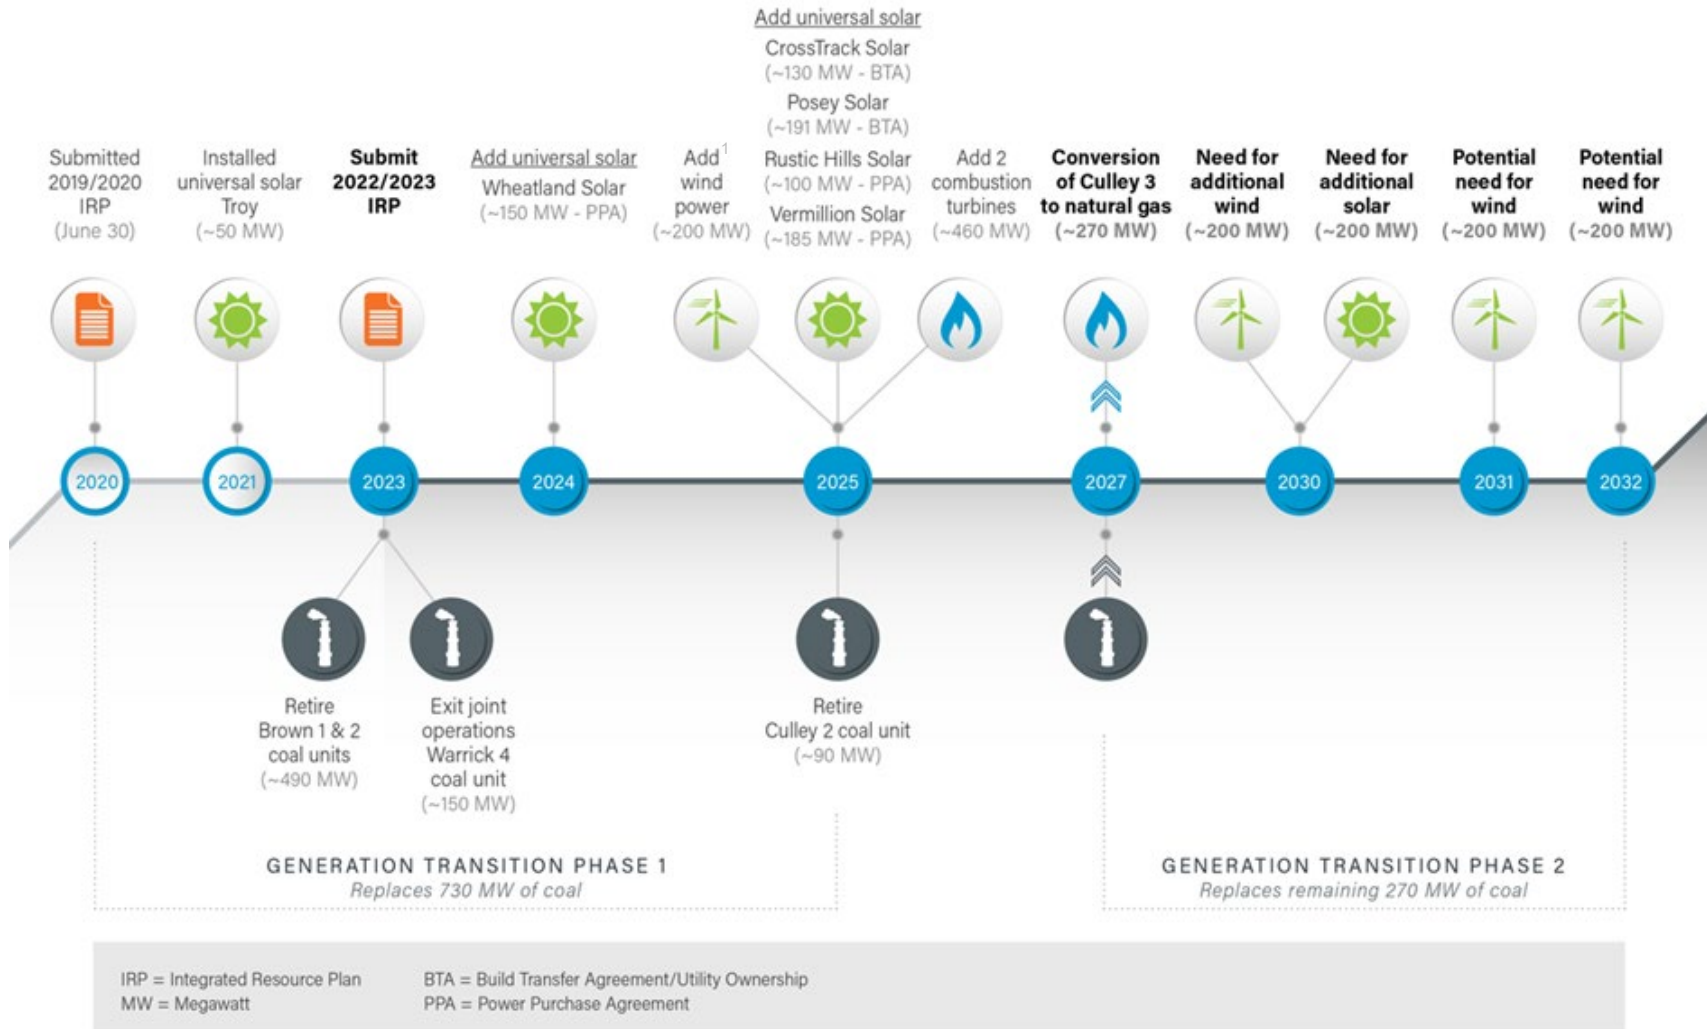 Add universal solar
CrossTrack Solar
(~130 MW - BTA)
Posey Solar
(~191 MW - BTA)
Rustic Hills Solar
(~100 MW - PPA)
Vermillion Solar
(~185 MW - PPA)
Submitted
2019/2020
IRP
(June 30)
Installed
universal solar
Troy
(~50 MW)
Submit
2022/2023
IRP
Add universal solar
Wheatland Solar
(~150 MW - PPA)
Add¹
wind
power
(~200 MW)
Add 2
combustion
turbines
(~460 MW)
Conversion
of Culley 3
to natural gas
(~270 MW)
Need for
additional
wind
(~200 MW)
Need for
additional
solar
(~200 MW)
Potential
need for
wind
(~200 MW)
Potential
need for
wind
(~200 MW)
2020
2021
2023
2024
2025
2027
2030
2031
2032
Retire
Brown 1 & 2
coal units
(~490 MW)
Exit joint
operations
Warrick 4
coal unit
(~150 MW)
Retire
Culley 2 coal unit
(~90 MW)
GENERATION TRANSITION PHASE 1
Replaces 730 MW of coal
GENERATION TRANSITION PHASE 2
Replaces remaining 270 MW of coal
IRP = Integrated Resource Plan
MW = Megawatt
BTA = Build Transfer Agreement/Utility Ownership
PPA = Power Purchase Agreement